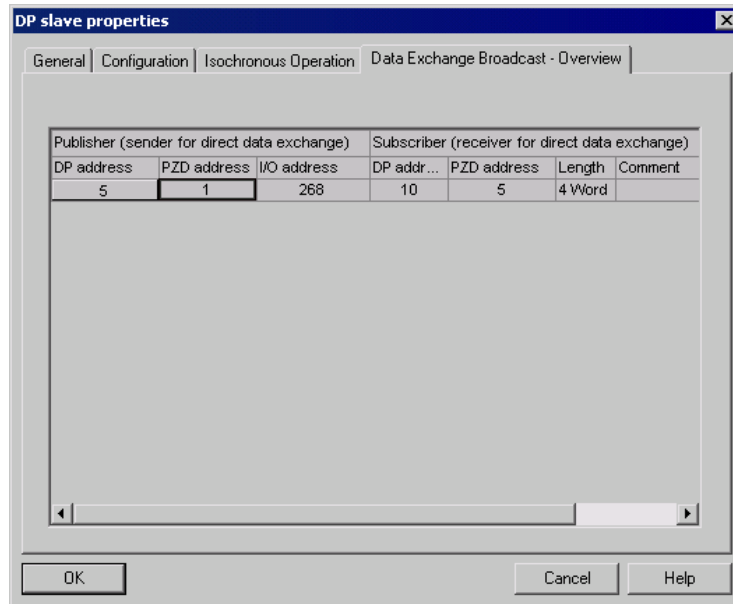 DP slave properties
General Configuration Isochronous Operation Data Exchange Broadcast - Overview
Publisher (sender for direct data exchange) Subscriber (receiver for direct data exchange)
DP address PZD address I/O address DP addr... PZD address Length Comment
5 1 268 10 5 4 Word
OK Cancel Help